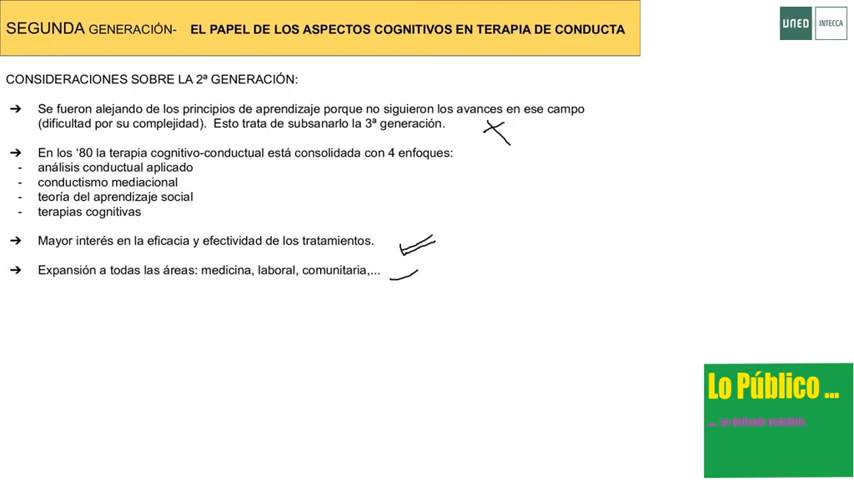 SEGUNDA GENERACIÓN- EL PAPEL DE LOS ASPECTOS COGNITIVOS EN TERAPIA DE CONDUCTA
UNED INTECCA
CONSIDERACIONES SOBRE LA 2ª GENERACIÓN:
➔ Se fueron alejando de los principios de aprendizaje porque no siguieron los avances en ese campo
(dificultad por su complejidad). Esto trata de subsanarlo la 3ª generación.
➔ En los ‘80 la terapia cognitivo-conductual está consolidada con 4 enfoques:
- análisis conductual aplicado
- conductismo mediacional
- teoría del aprendizaje social
- terapias cognitivas
➔ Mayor interés en la eficacia y efectividad de los tratamientos.
➔ Expansión a todas las áreas: medicina, laboral, comunitaria,...
Lo Público ...